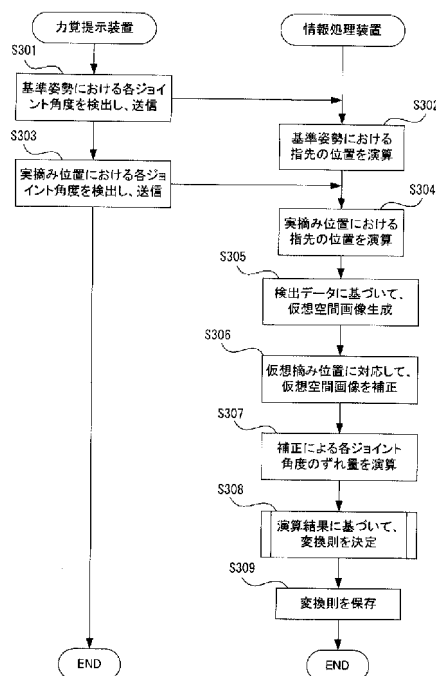 力覚提示装置
情報処理装置
S301
基準姿勢における各ジョイ
ント角度を検出し、送信
S302
基準姿勢における
指先の位置を演算
S303
実摘み位置における各ジョ
イント角度を検出し、送信
S304
実摘み位置における
指先の位置を演算
S305
検出データに基づいて、
仮想空間画像生成
S306
仮想摘み位置に対応して、
仮想空間画像を補正
S307
補正による各ジョイント
角度のずれ量を演算
S308
演算結果に基づいて、
変換則を決定
S309
変換則を保存
END
END